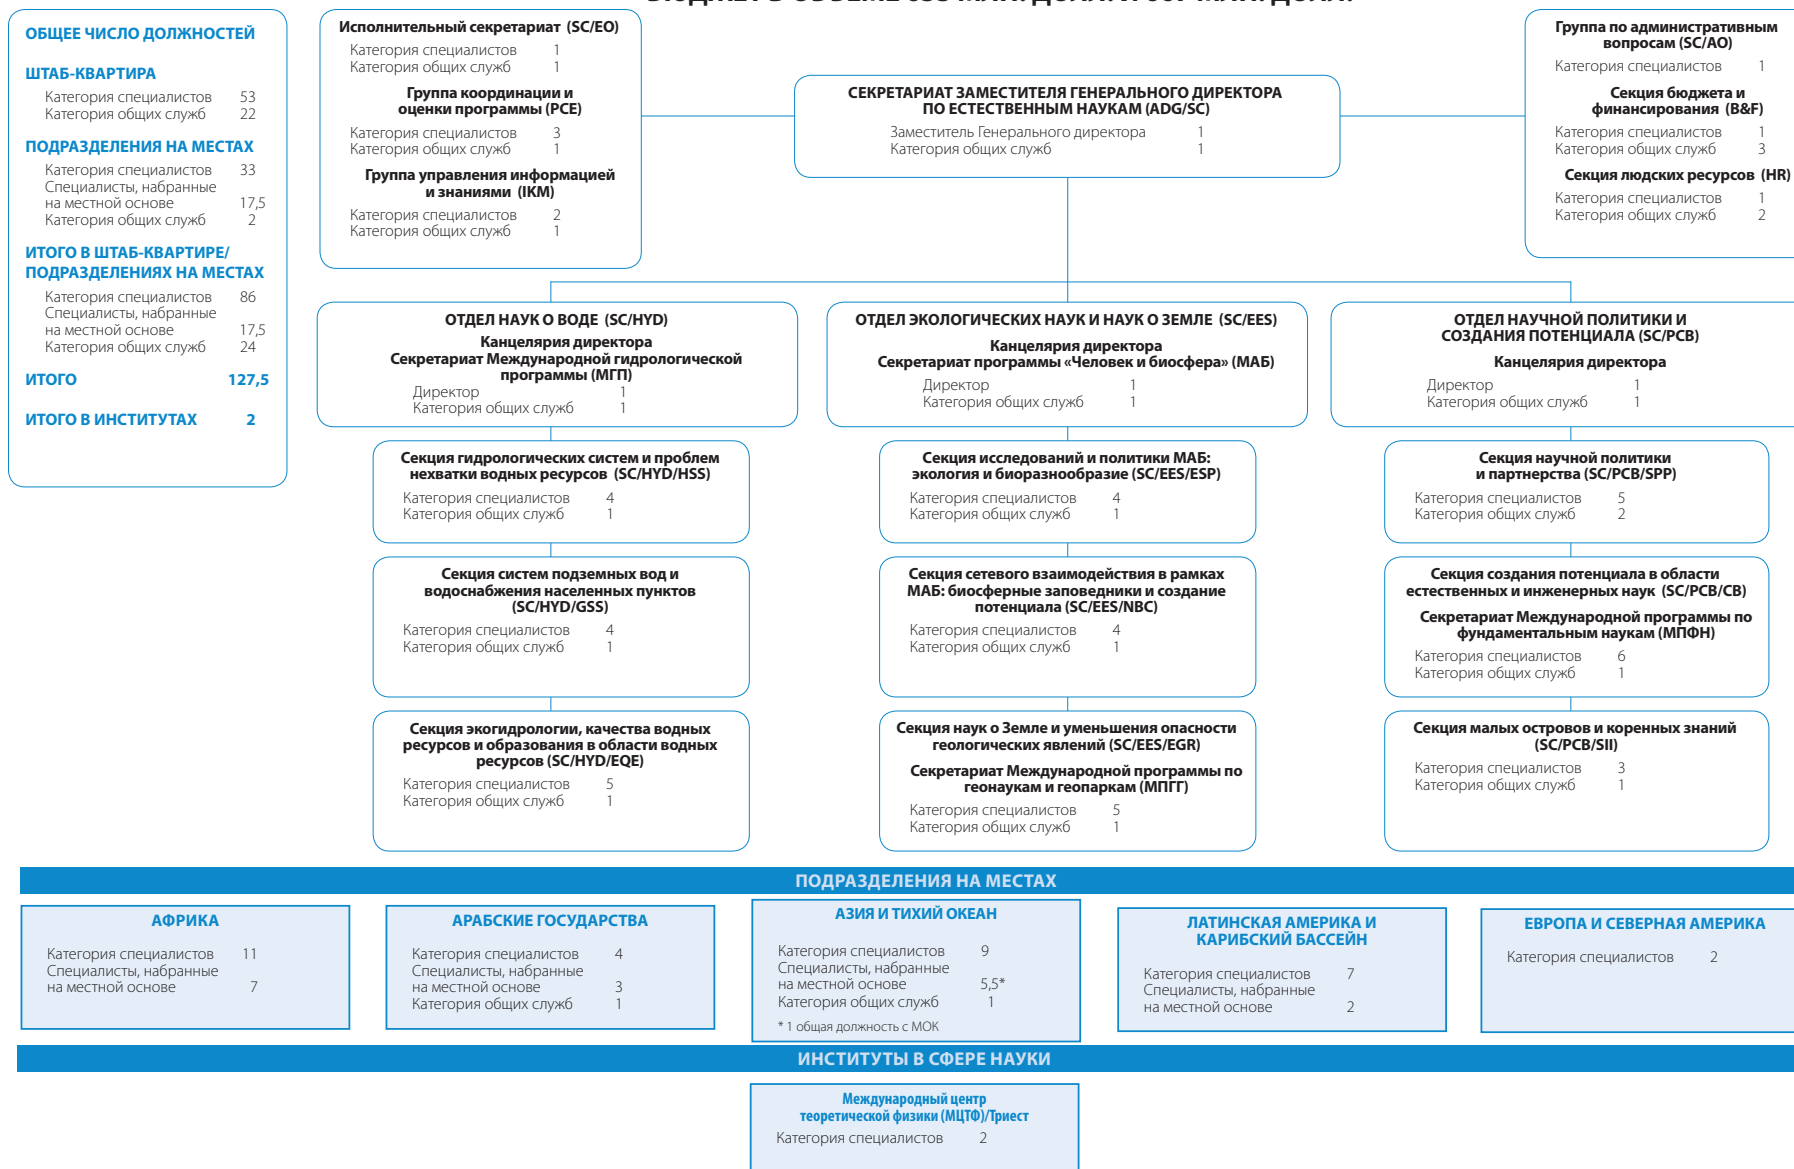 БЮДЖЕТ В ОБЪЕМЕ 653 МЛН. ДОЛЛ. И 667 МЛН. ДОЛЛ.
ОБЩЕЕ ЧИСЛО ДОЛЖНОСТЕЙ
ШТАБ-КВАРТИРА
Категория специалистов 53
Категория общих служб 22
ПОДРАЗДЕЛЕНИЯ НА МЕСТАХ
Категория специалистов 33
Специалисты, набранные
на местной основе 17,5
Категория общих служб 2
ИТОГО В ШТАБ-КВАРТИРЕ/
ПОДРАЗДЕЛЕНИЯХ НА МЕСТАХ
Категория специалистов 86
Специалисты, набранные
на местной основе 17,5
Категория общих служб 24
ИТОГО 127,5
ИТОГО В ИНСТИТУТАХ 2
Исполнительный секретариат (SC/EO)
Категория специалистов 1
Категория общих служб 1
Группа координации и
оценки программы (PCE)
Категория специалистов 3
Категория общих служб 1
Группа управления информацией
и знаниями (IKM)
Категория специалистов 2
Категория общих служб 1
СЕКРЕТАРИАТ ЗАМЕСТИТЕЛЯ ГЕНЕРАЛЬНОГО ДИРЕКТОРА
ПО ЕСТЕСТВЕННЫМ НАУКАМ (ADG/SC)
Заместитель Генерального директора 1
Категория общих служб 1
Группа по административным
вопросам (SC/AO)
Категория специалистов 1
Секция бюджета и
финансирования (B&F)
Категория специалистов 1
Категория общих служб 3
Секция людских ресурсов (HR)
Категория специалистов 1
Категория общих служб 2
ОТДЕЛ НАУК О ВОДЕ (SC/HYD)
Канцелярия директора
Секретариат Международной гидрологической
программы (МГП)
Директор 1
Категория общих служб 1
ОТДЕЛ ЭКОЛОГИЧЕСКИХ НАУК И НАУК О ЗЕМЛЕ (SC/EES)
Канцелярия директора
Секретариат программы «Человек и биосфера» (МАБ)
Директор 1
Категория общих служб 1
ОТДЕЛ НАУЧНОЙ ПОЛИТИКИ И
СОЗДАНИЯ ПОТЕНЦИАЛА (SC/PCB)
Канцелярия директора
Директор 1
Категория общих служб 1
Секция гидрологических систем и проблем
нехватки водных ресурсов (SC/HYD/HSS)
Категория специалистов 4
Категория общих служб 1
Секция исследований и политики МАБ:
экология и биоразнообразие (SC/EES/ESP)
Категория специалистов 4
Категория общих служб 1
Секция научной политики
и партнерства (SC/PCB/SPP)
Категория специалистов 5
Категория общих служб 2
Секция систем подземных вод и
водоснабжения населенных пунктов
(SC/HYD/GSS)
Категория специалистов 4
Категория общих служб 1
Секция сетевого взаимодействия в рамках
МАБ: биосферные заповедники и создание
потенциала (SC/EES/NBC)
Категория специалистов 4
Категория общих служб 1
Секция создания потенциала в области
естественных и инженерных наук (SC/PCB/CB)
Секретариат Международной программы по
фундаментальным наукам (МПФН)
Категория специалистов 6
Категория общих служб 1
Секция экогидрологии, качества водных
ресурсов и образования в области водных
ресурсов (SC/HYD/EQE)
Категория специалистов 5
Категория общих служб 1
Секция наук о Земле и уменьшения опасности
геологических явлений (SC/EES/EGR)
Секретариат Международной программы по
геонаукам и геопаркам (МПГГ)
Категория специалистов 5
Категория общих служб 1
Секция малых островов и коренных знаний
(SC/PCB/SII)
Категория специалистов 3
Категория общих служб 1
ПОДРАЗДЕЛЕНИЯ НА МЕСТАХ
АФРИКА
Категория специалистов 11
Специалисты, набранные
на местной основе 7
АРАБСКИЕ ГОСУДАРСТВА
Категория специалистов 4
Специалисты, набранные
на местной основе 3
Категория общих служб 1
АЗИЯ И ТИХИЙ ОКЕАН
Категория специалистов 9
Специалисты, набранные
на местной основе 5,5*
Категория общих служб 1
* 1 общая должность с МОК
ЛАТИНСКАЯ АМЕРИКА И
КАРИБСКИЙ БАССЕЙН
Категория специалистов 7
Специалисты, набранные
на местной основе 2
ЕВРОПА И СЕВЕРНАЯ АМЕРИКА
Категория специалистов 2
ИНСТИТУТЫ В СФЕРЕ НАУКИ
Международный центр
теоретической физики (МЦТФ)/Триест
Категория специалистов 2